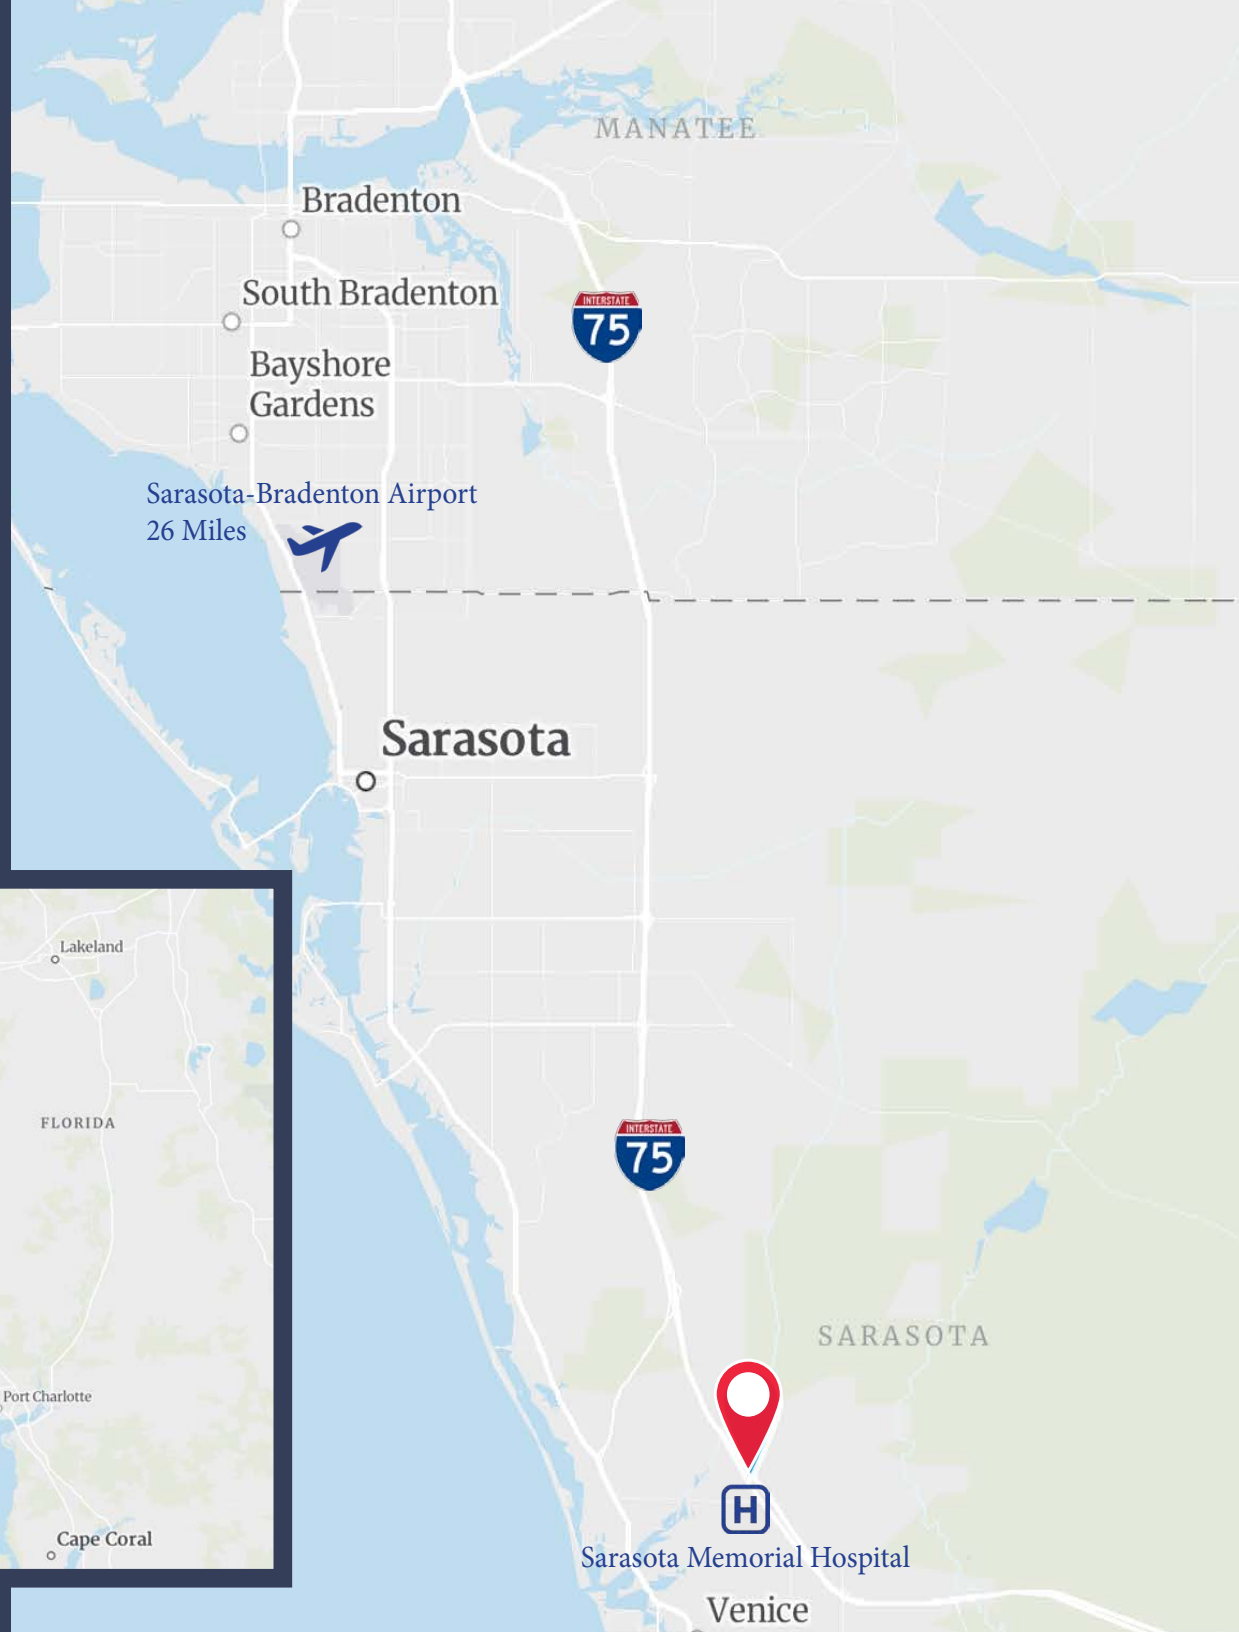 MANATEE
Bradenton
South Bradenton
INTERSTATE
75
Bayshore
Gardens
Sarasota-Bradenton Airport
26 Miles
Sarasota
Lakeland
FLORIDA
INTERSTATE
75
SARASOTA
Port Charlotte
H
Cape Coral
Sarasota Memorial Hospital
Venice